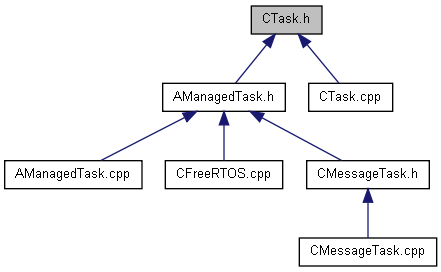 CTask.h
AManagedTask.h
CTask.cpp
AManagedTask.cpp
CFreeRTOS.cpp
CMessageTask.h
CMessageTask.cpp